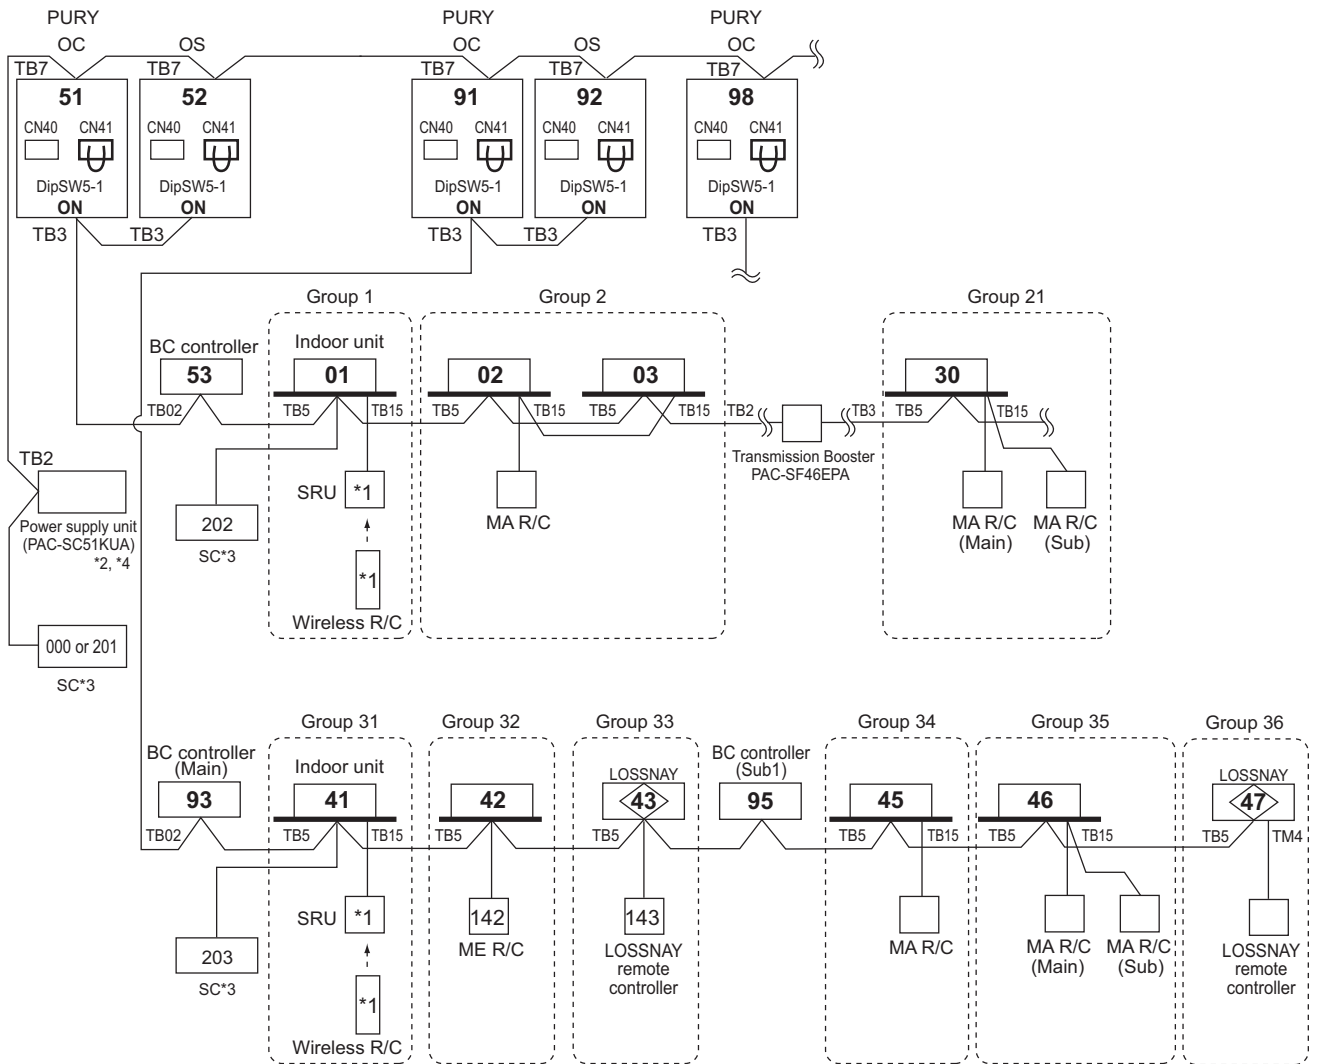 PURY PURY PURY
OC OS OC OS OC
TB7 TB7 TB7 TB7 TB7
51 52 91 92 98
CN40 CN41 CN40 CN41 CN40 CN41 CN40 CN41 CN40 CN41
DipSW5-1 DipSW5-1 DipSW5-1 DipSW5-1 DipSW5-1
ON ON ON ON ON
TB3 TB3 TB3 TB3 TB3
Group 1 Group 2 Group 21
BC controller Indoor unit
53 01 02 03 30
TB02 TB5 TB15 TB5 TB15 TB5 TB15 TB2 TB3 TB5 TB15
Transmission Booster
PAC-SF46EPA
TB2
Power supply unit
(PAC-SC51KUA)
*2, *4
202
SC*3
SRU *1
MA R/C
MA R/C
(Main)
MA R/C
(Sub)
*1
Wireless R/C
000 or 201
SC*3
Group 31 Group 32 Group 33 Group 34 Group 35 Group 36
BC controller
(Main)
Indoor unit
LOSSNAY
BC controller
(Sub1)
LOSSNAY
93 41 42 43 95 45 46 47
TB02 TB5 TB15 TB5 TB5 TB5 TB15 TB5 TB15 TB5 TM4
203
SC*3
SRU *1
142
ME R/C
143
LOSSNAY
remote
controller
MA R/C
MA R/C
(Main)
MA R/C
(Sub)
LOSSNAY
remote
controller
*1
Wireless R/C